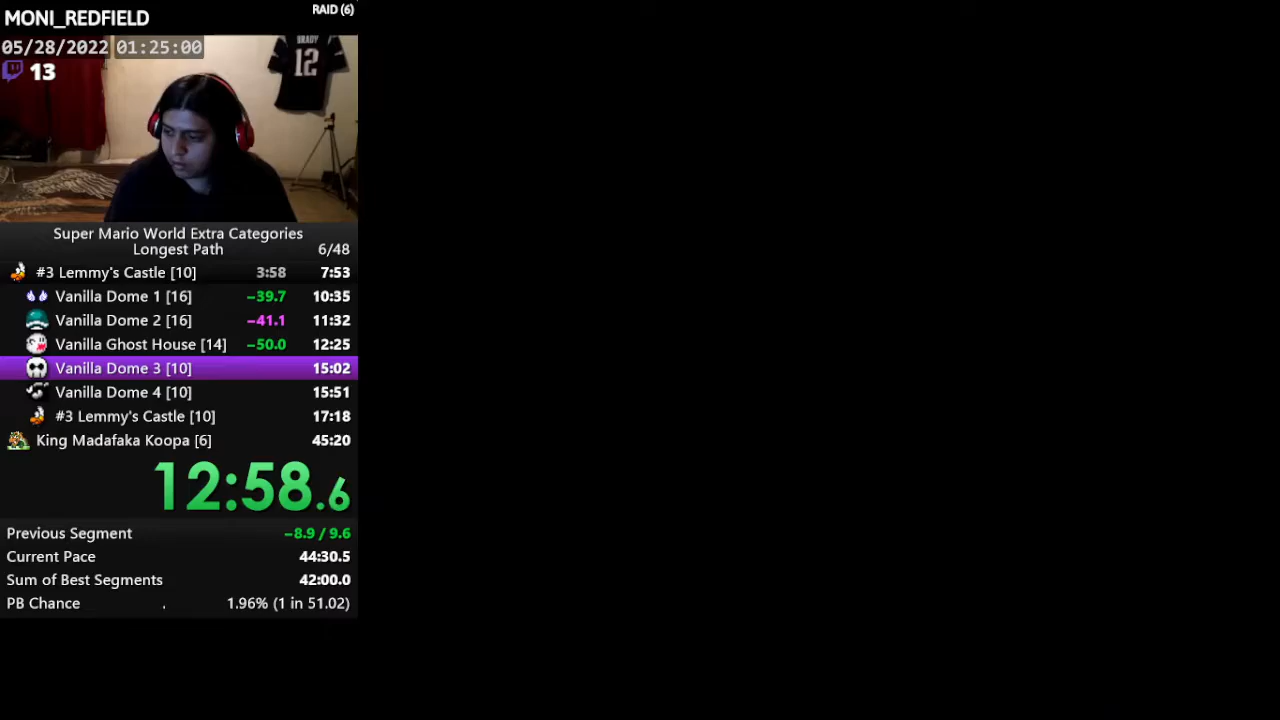 MONI_REDFIELD
RAID (6)
05/28/2022 01:25:00
13
BRADY
12
Super Mario World Extra Categories
Longest Path 6/48
#3 Lemmy's Castle [10] 3:58 7:53
Vanilla Dome 1 [16] −39.7 10:35
Vanilla Dome 2 [16] −41.1 11:32
Vanilla Ghost House [14] −50.0 12:25
Vanilla Dome 3 [10] 15:02
Vanilla Dome 4 [10] 15:51
#3 Lemmy's Castle [10] 17:18
King Madafaka Koopa [6] 45:20
12:58.6
Previous Segment −8.9 / 9.6
Current Pace 44:30.5
Sum of Best Segments 42:00.0
PB Chance . 1.96% (1 in 51.02)